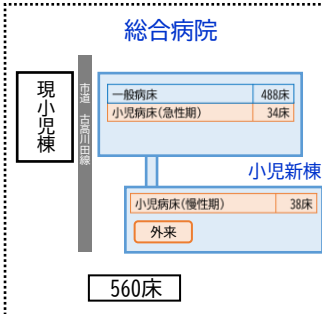 総合病院
現小児棟
市道 古高川田線
一般病床 488床
小児病床(急性期) 34床
小児新棟
小児病床(慢性期) 38床
外来
560床